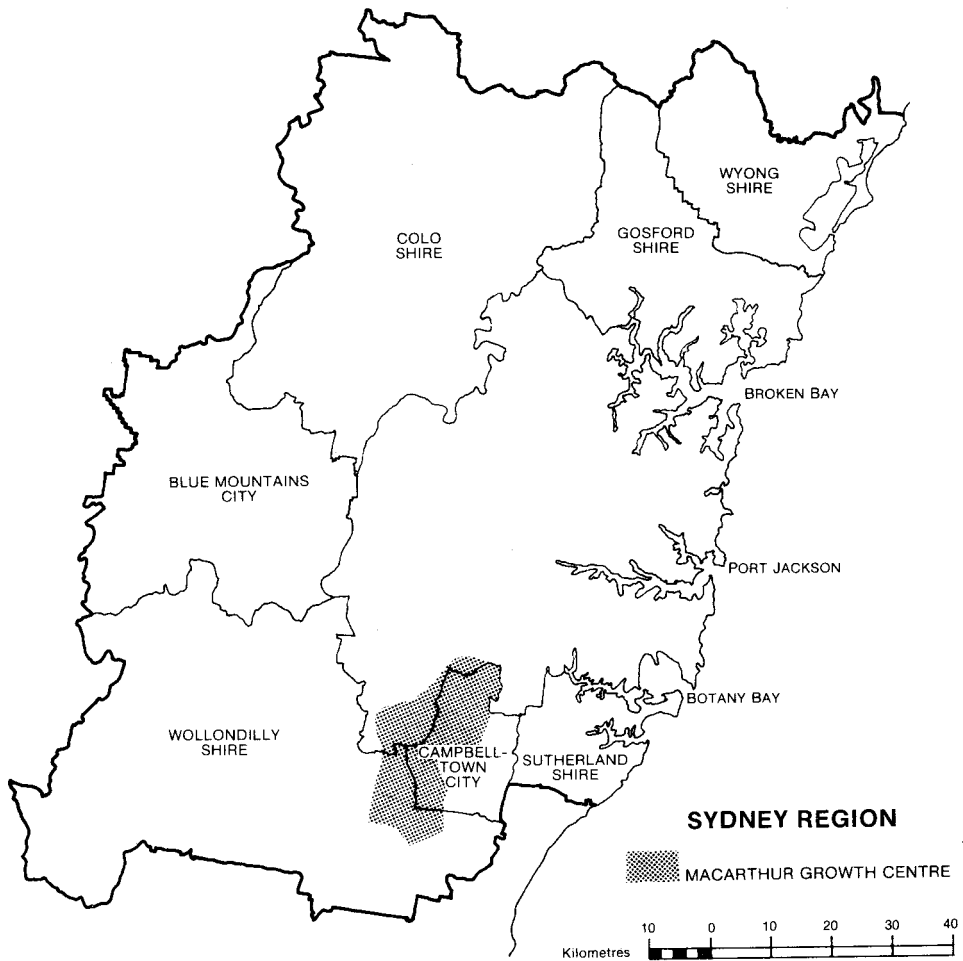 WYONG
SHIRE
COLO
SHIRE
GOSFORD
SHIRE
BROKEN BAY
BLUE MOUNTAINS
CITY
PORT JACKSON
BOTANY BAY
WOLLONDILLY
SHIRE
CAMPBELL-
TOWN
CITY
SUTHERLAND
SHIRE
SYDNEY REGION
MACARTHUR GROWTH CENTRE
10 0 10 20 30 40
Kilometres